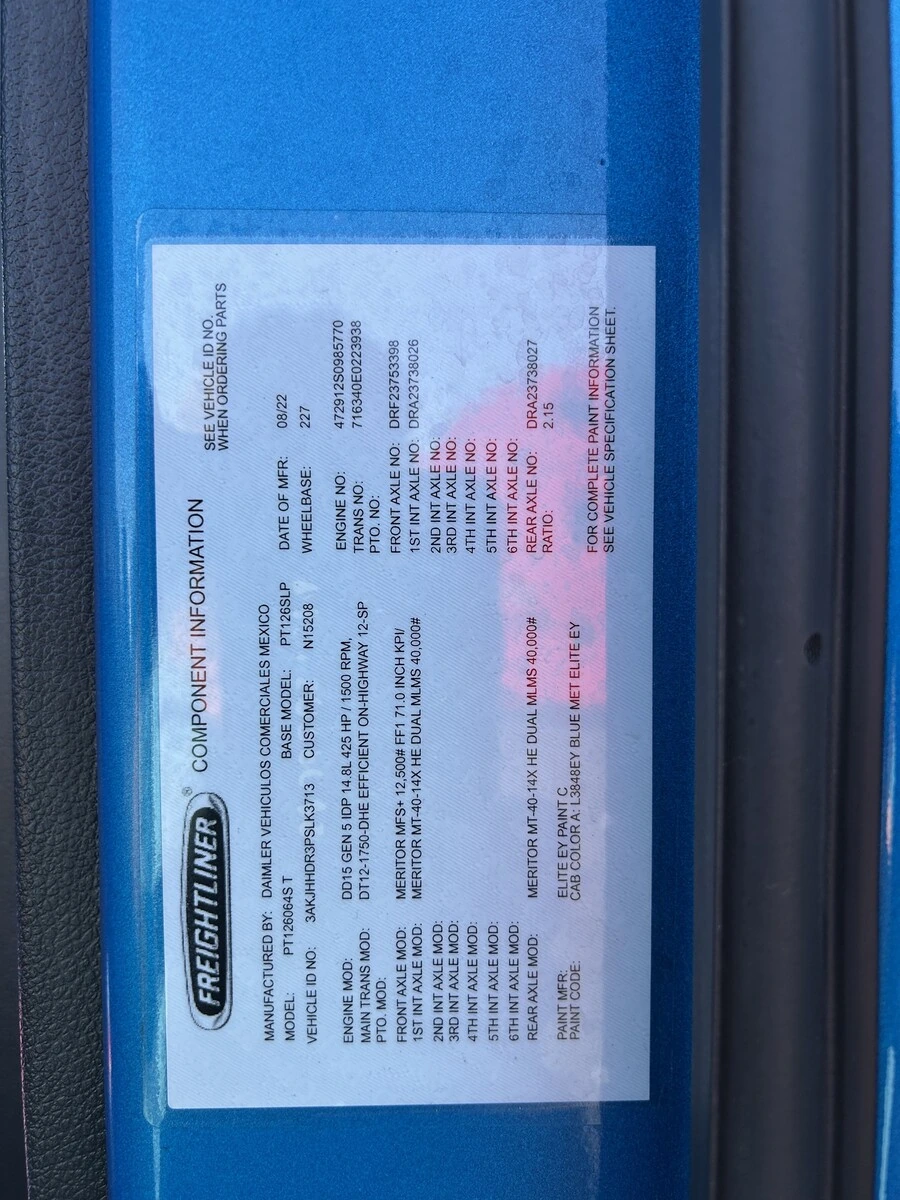 FREIGHTLINER® COMPONENT INFORMATION
SEE VEHICLE ID NO.
WHEN ORDERING PARTS
MANUFACTURED BY: DAIMLER VEHICULOS COMERCIALES MEXICO
MODEL: PT126064S T BASE MODEL: PT126SLP DATE OF MFR: 08/22
VEHICLE ID NO: 3AKJHHDR3PSLK3713 CUSTOMER: N15208 WHEELBASE: 227
ENGINE MOD: DD15 GEN 5 IDP 14.8L 425 HP / 1500 RPM, ENGINE NO: 472912S0985770
MAIN TRANS MOD: DT12-1750-DHE EFFICIENT ON-HIGHWAY 12-SP TRANS NO: 716340E0223938
PTO. MOD: PTO. NO:
FRONT AXLE MOD: MERITOR MFS+ 12,500# FF1 71.0 INCH KPI/ FRONT AXLE NO: DRF23753398
1ST INT AXLE MOD: MERITOR MT-40-14X HE DUAL MLMS 40,000# 1ST INT AXLE NO: DRA23738026
2ND INT AXLE MOD: 2ND INT AXLE NO:
3RD INT AXLE MOD: 3RD INT AXLE NO:
4TH INT AXLE MOD: 4TH INT AXLE NO:
5TH INT AXLE MOD: 5TH INT AXLE NO:
6TH INT AXLE MOD: 6TH INT AXLE NO:
REAR AXLE MOD: MERITOR MT-40-14X HE DUAL MLMS 40,000# REAR AXLE NO: DRA23738027
RATIO: 2.15
PAINT MFR: ELITE EY PAINT C
PAINT CODE: CAB COLOR A: L3848EY BLUE MET ELITE EY
FOR COMPLETE PAINT INFORMATION
SEE VEHICLE SPECIFICATION SHEET.